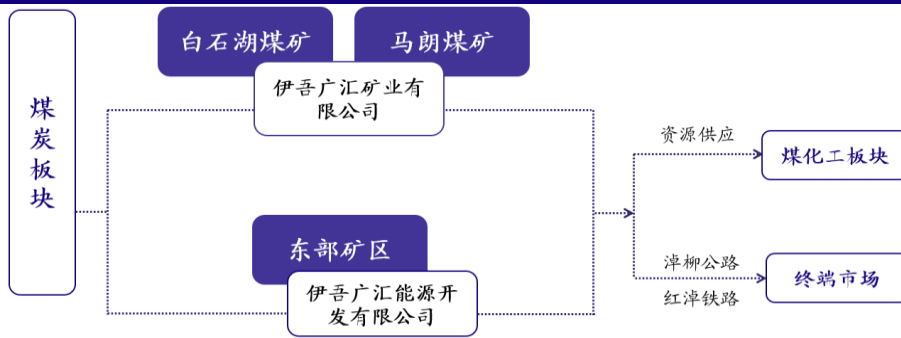 煤炭板块
白石湖煤矿
马朗煤矿
伊吾广汇矿业有
限公司
东部矿区
伊吾广汇能源开
发有限公司
资源供应
煤化工板块
淖柳公路
红淖铁路
终端市场